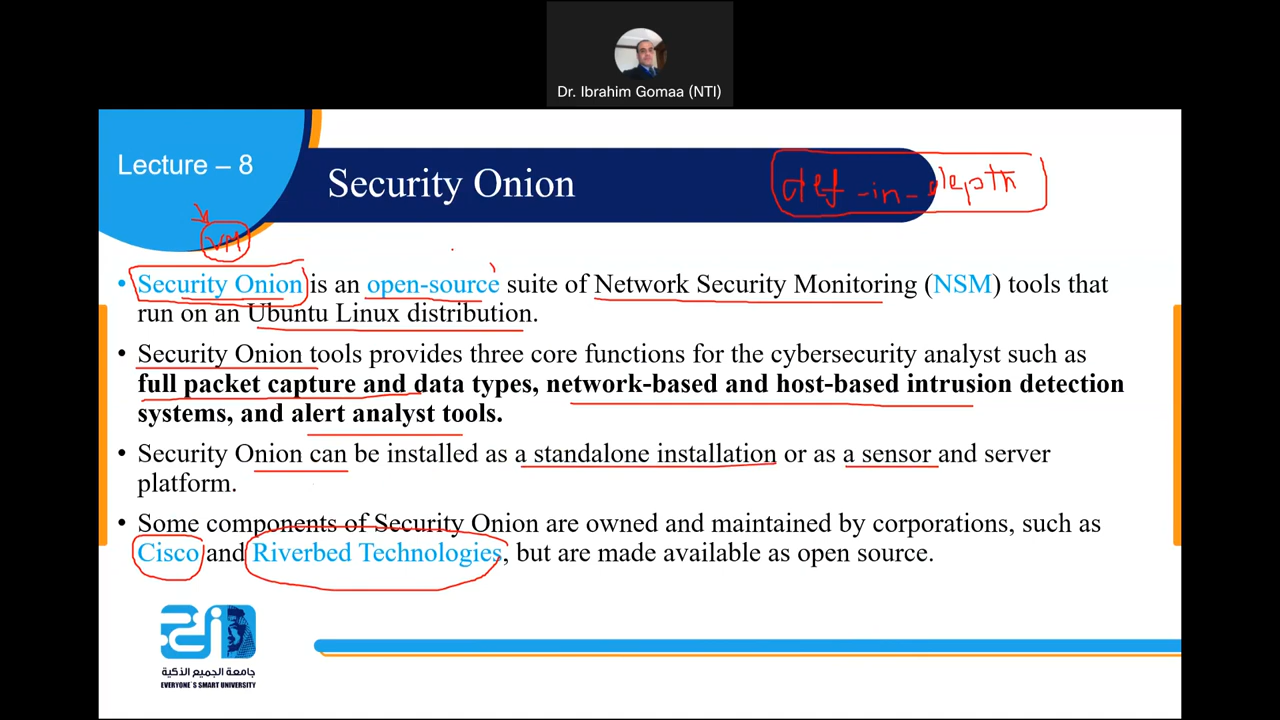 Dr. Ibrahim Gomaa (NTI)
Lecture – 8
Security Onion
def-in-depth
VM
• Security Onion is an open-source suite of Network Security Monitoring (NSM) tools that
run on an Ubuntu Linux distribution.
• Security Onion tools provides three core functions for the cybersecurity analyst such as
full packet capture and data types, network-based and host-based intrusion detection
systems, and alert analyst tools.
• Security Onion can be installed as a standalone installation or as a sensor and server
platform.
• Some components of Security Onion are owned and maintained by corporations, such as
Cisco and Riverbed Technologies, but are made available as open source.
جامعة الجميع الذكية
EVERYONE`S SMART UNIVERSITY